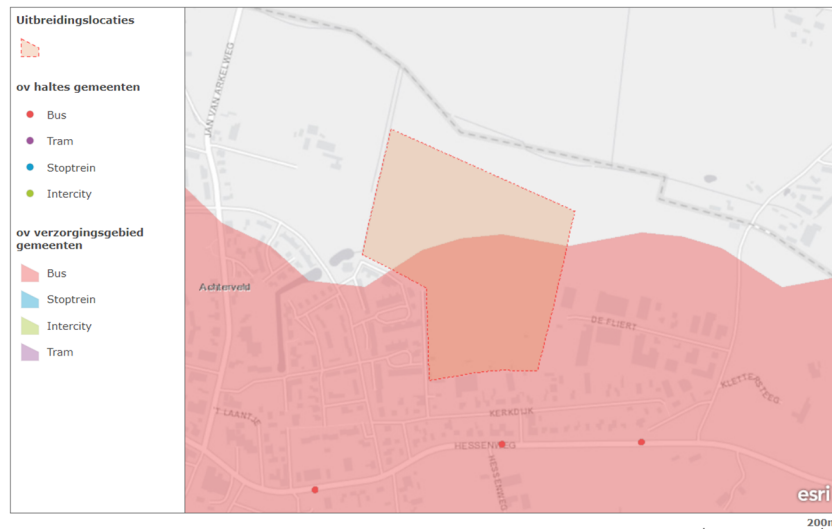 Uitbreidingslocaties
ov haltes gemeenten
Bus
Tram
Stoptrein
Intercity
ov verzorgingsgebied
gemeenten
Bus
Stoptrein
Intercity
Tram
JAN VAN ARKELWEG
Achterveld
DE FLIERT
KLETTERSTEEG
'T LAANTJE
KERKDIJK
HESSENWEG
HESSENWEG
esri
200m